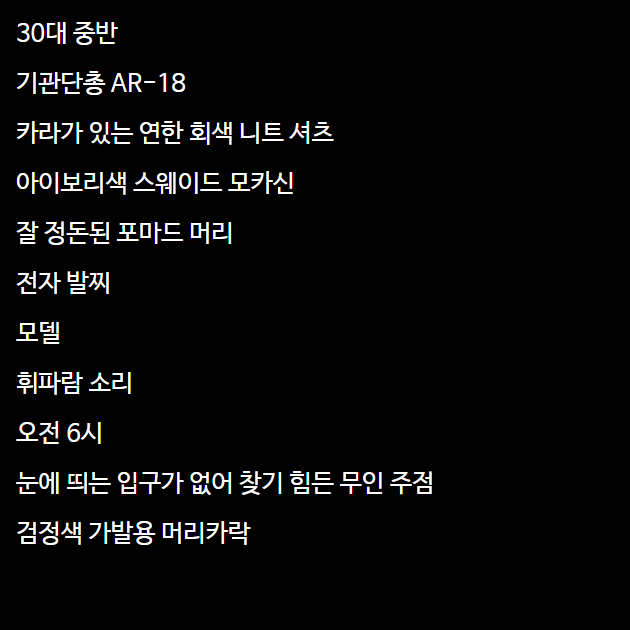 30대 중반
기관단총 AR-18
카라가 있는 연한 회색 니트 셔츠
아이보리색 스웨이드 모카신
잘 정돈된 포마드 머리
전자 발찌
모델
휘파람 소리
오전 6시
눈에 띄는 입구가 없어 찾기 힘든 무인 주점
검정색 가발용 머리카락